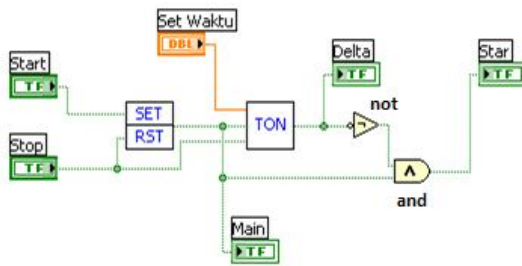 Set Waktu
DBL
Delta
TF
Star
TF
not
Start
TF
SET
RST
TON
Stop
TF
and
Main
TF